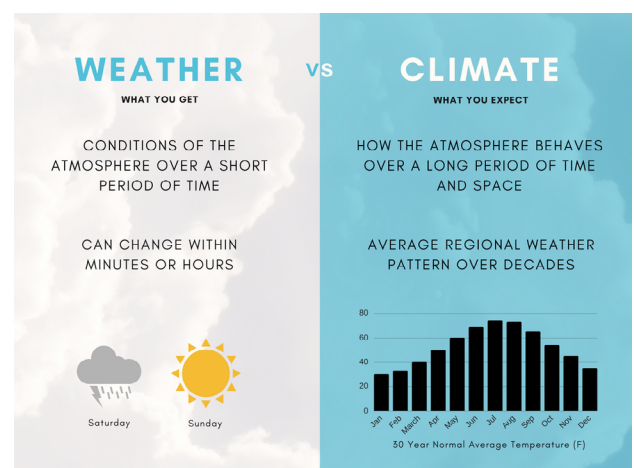 WEATHER
WHAT YOU GET
CONDITIONS OF THE
ATMOSPHERE OVER A SHORT
PERIOD OF TIME
CAN CHANGE WITHIN
MINUTES OR HOURS
Saturday
Sunday
VS
CLIMATE
WHAT YOU EXPECT
HOW THE ATMOSPHERE BEHAVES
OVER A LONG PERIOD OF TIME
AND SPACE
AVERAGE REGIONAL WEATHER
PATTERN OVER DECADES
80
60
40
20
0
Jan Feb March Apr May Jun Jul Aug Sep Oct Nov Dec
30 Year Normal Average Temperature (F)